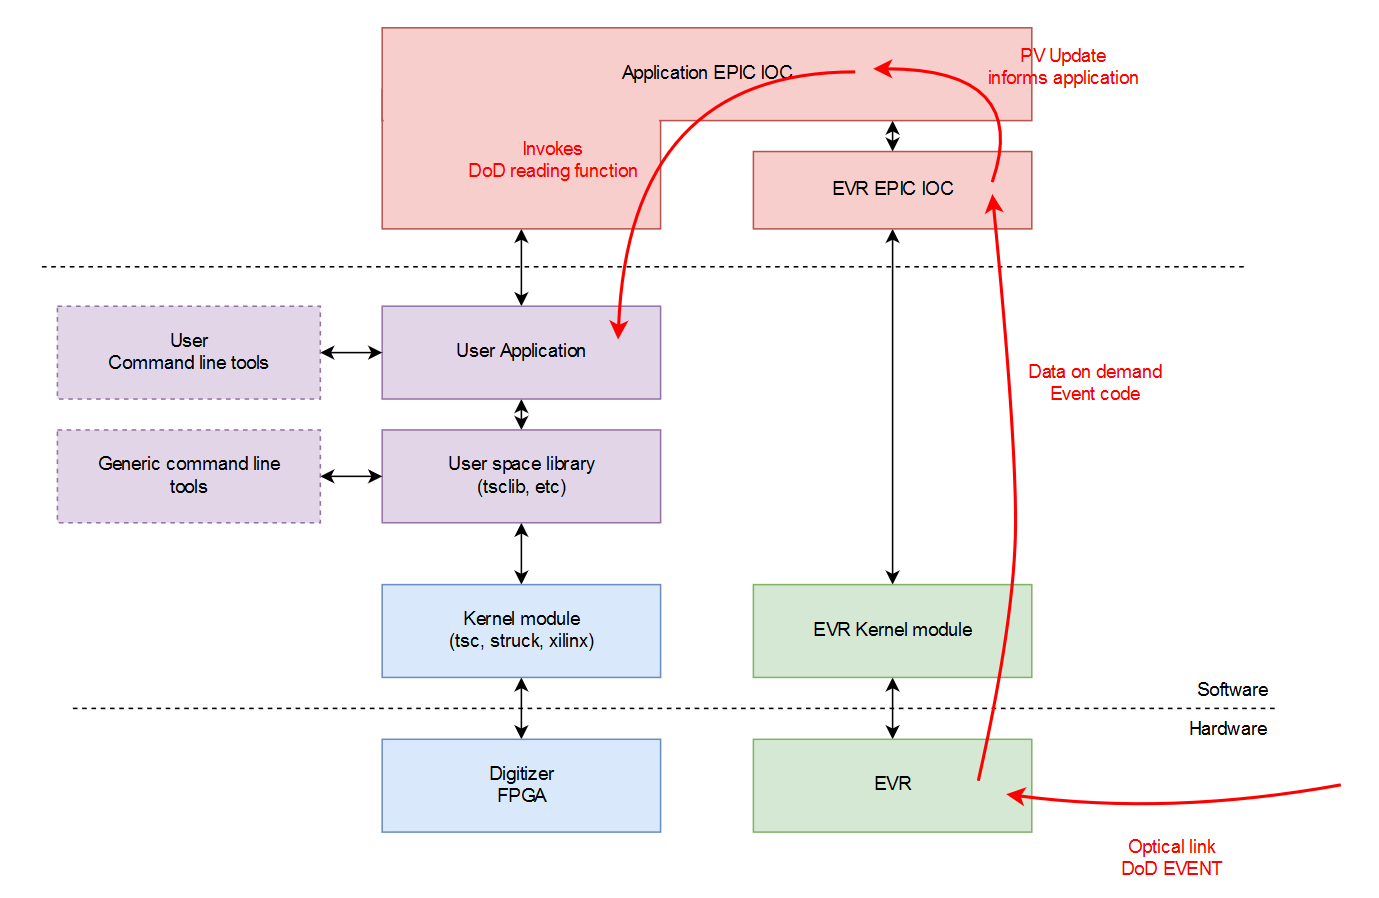 Application EPIC IOC
PV Update
informs application
Invokes
DoD reading function
EVR EPIC IOC
User
Command line tools
User Application
Data on demand
Event code
Generic command line
tools
User space library
(tsclib, etc)
Kernel module
(tsc, struck, xilinx)
EVR Kernel module
Software
Hardware
Digitizer
FPGA
EVR
Optical link
DoD EVENT